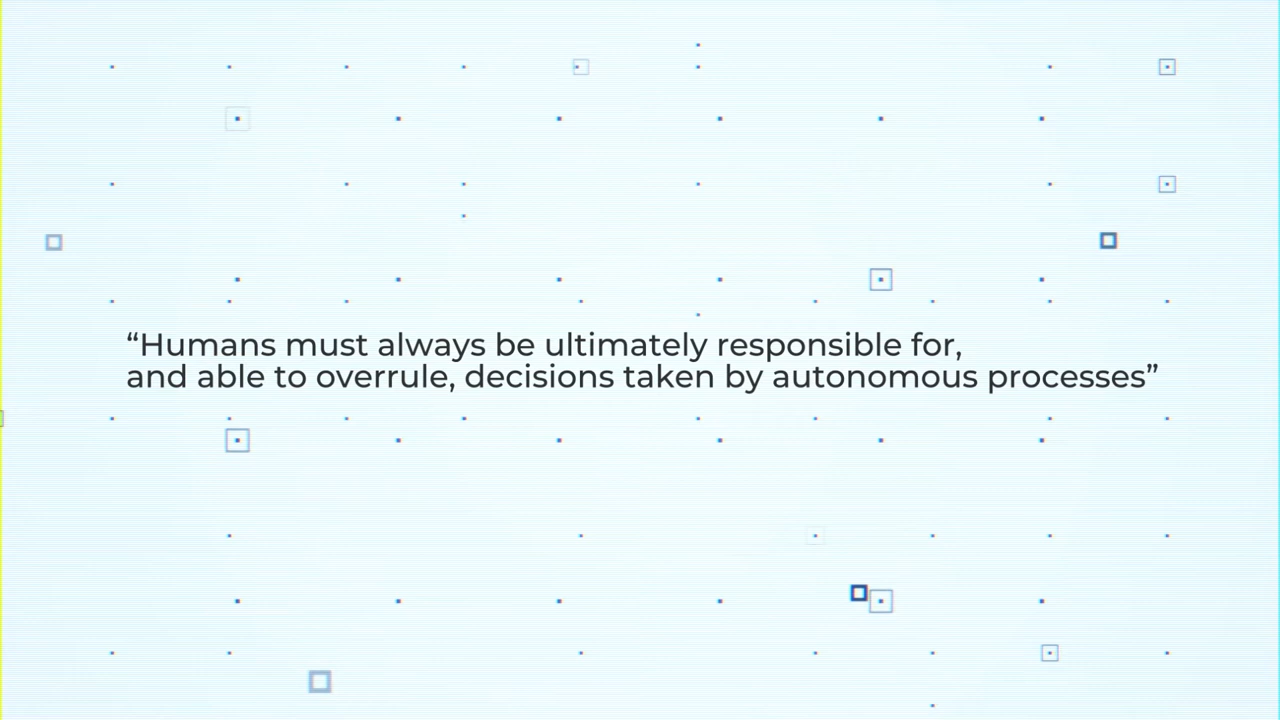 “Humans must always be ultimately responsible for,
and able to overrule, decisions taken by autonomous processes”